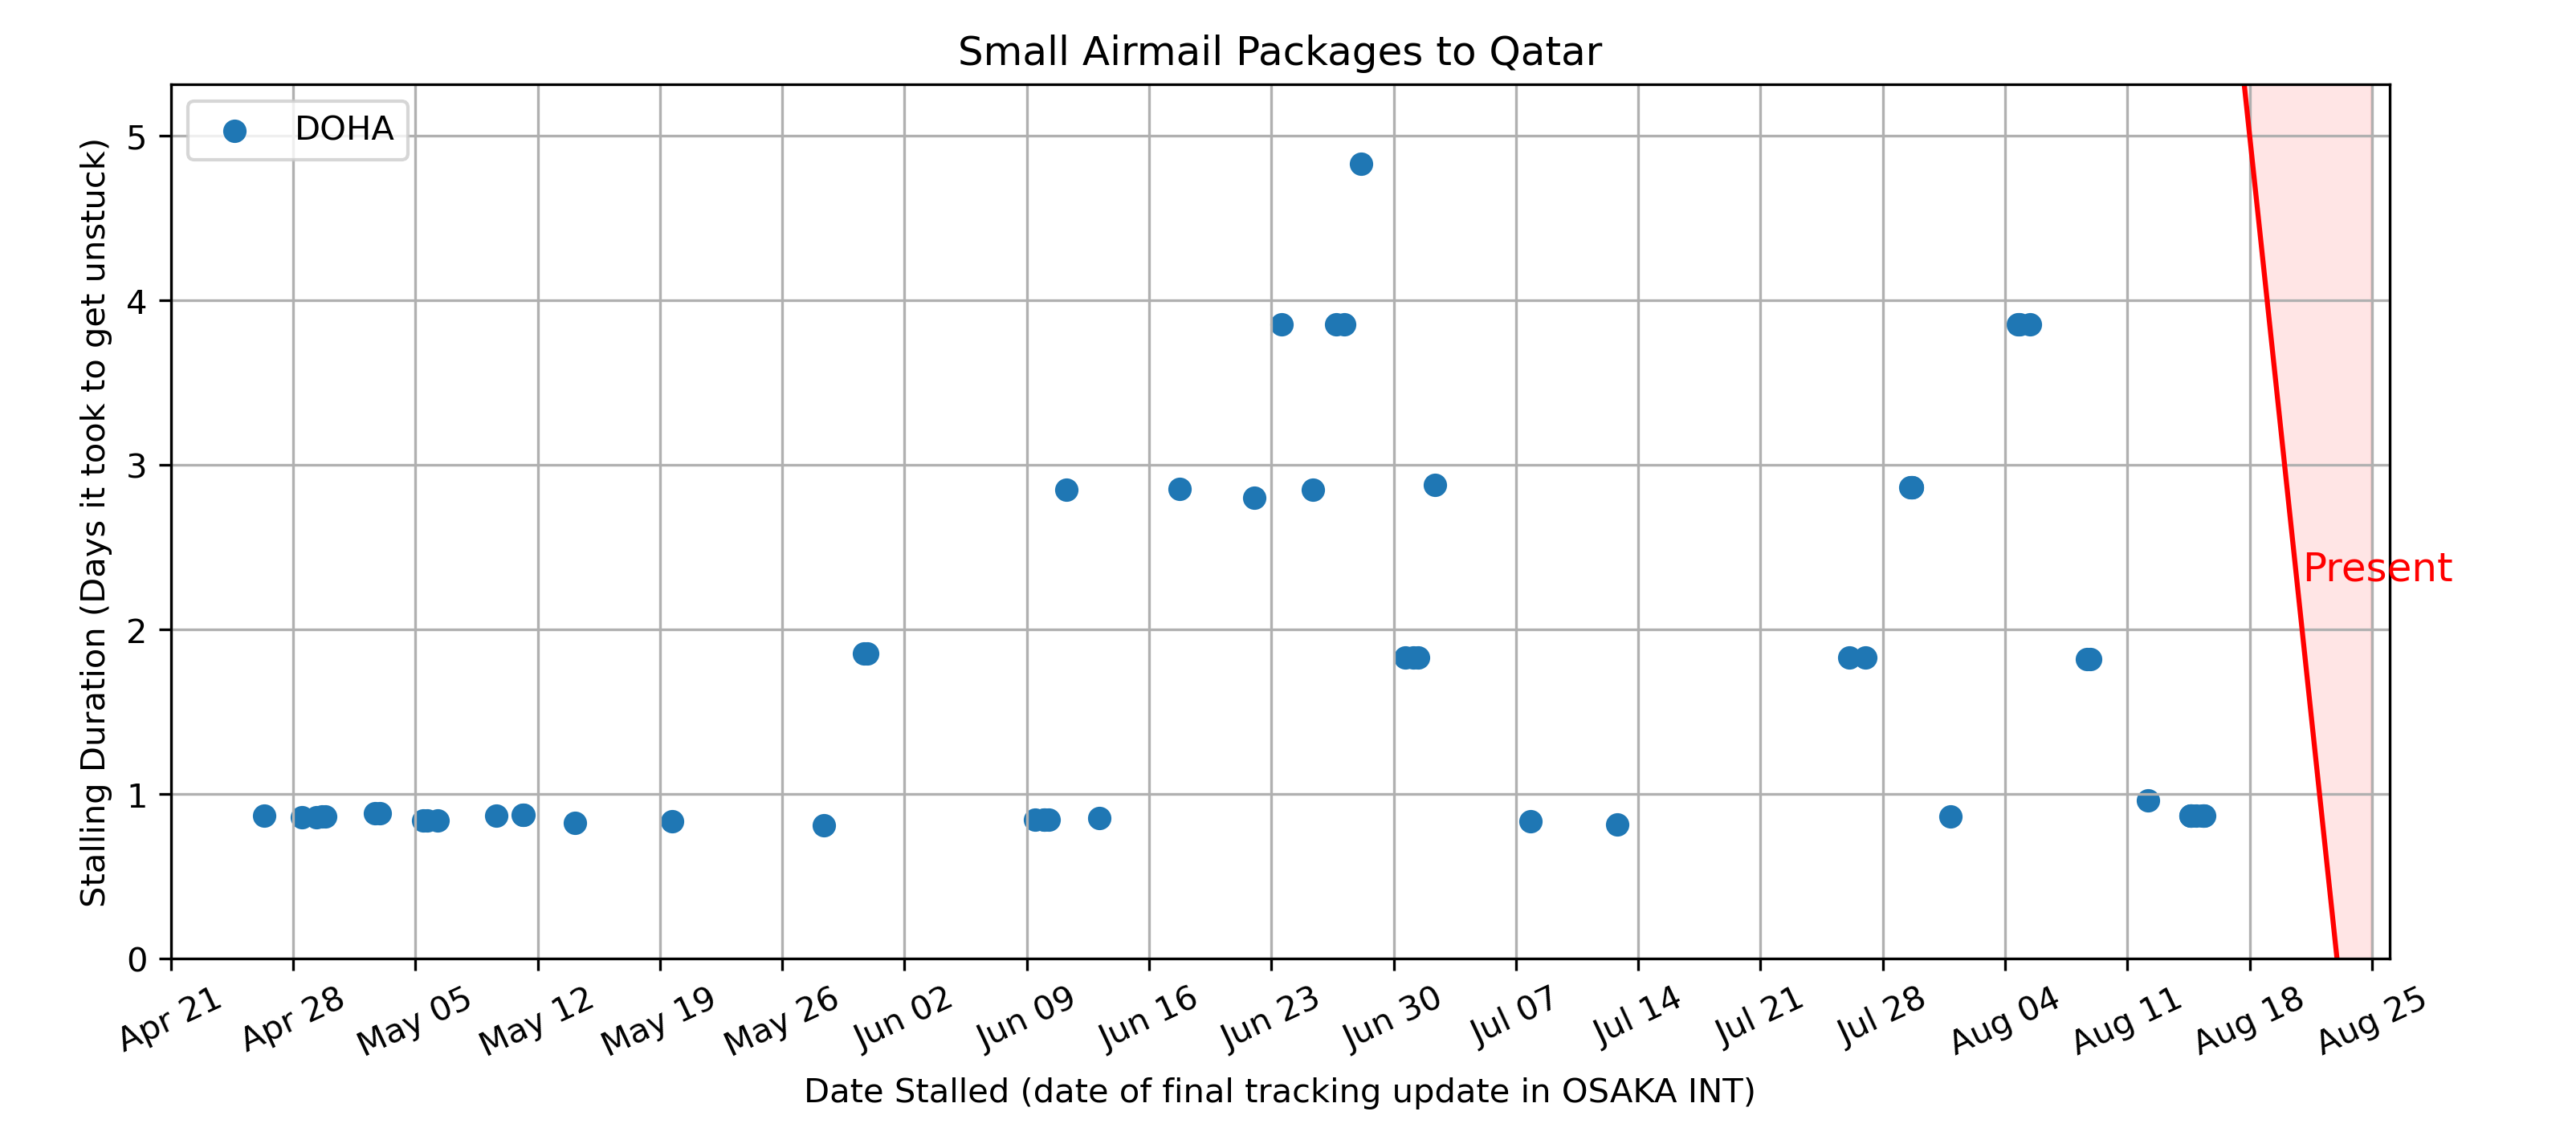 Small Airmail Packages to Qatar
DOHA
Stalling Duration (Days it took to get unstuck)
5
4
3
2
1
0
Present
Apr 21
Apr 28
May 05
May 12
May 19
May 26
Jun 02
Jun 09
Jun 16
Jun 23
Jun 30
Jul 07
Jul 14
Jul 21
Jul 28
Aug 04
Aug 11
Aug 18
Aug 25
Date Stalled (date of final tracking update in OSAKA INT)